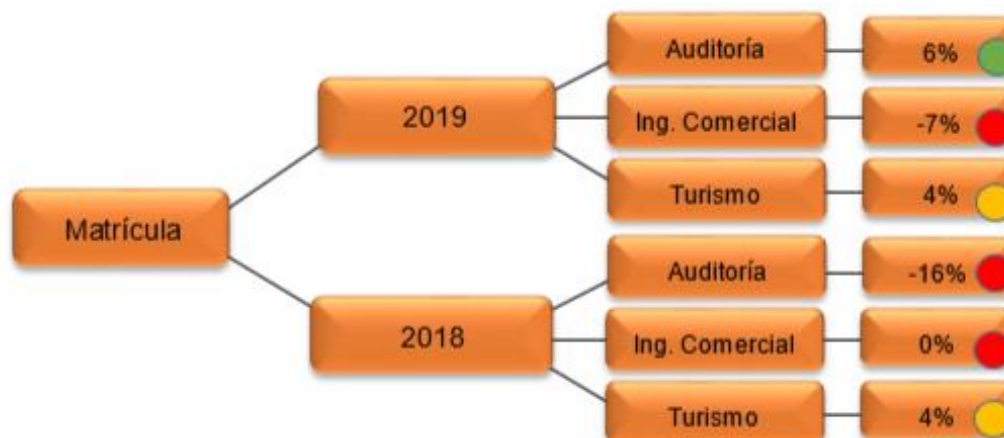 Matrícula
2019
Auditoría
6%
Ing. Comercial
-7%
Turismo
4%
2018
Auditoría
-16%
Ing. Comercial
0%
Turismo
4%